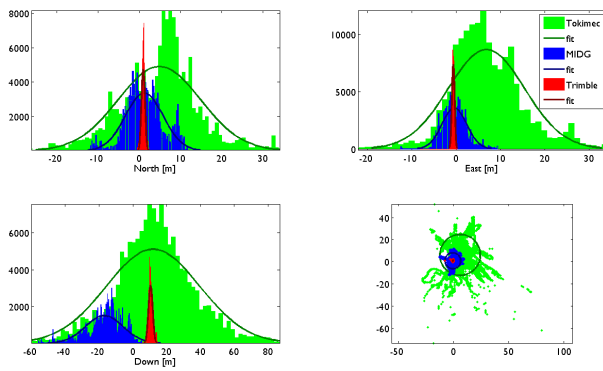 8000
6000
4000
2000
-20 -10 0 10 20 30
North [m]
10000
5000
0
-20 -10 0 10 20 30
East [m]
Tokimec
fit
MIDG
fit
Trimble
fit
6000
4000
2000
-60 -40 -20 0 20 40 60 80
Down [m]
40
20
0
-20
-40
-60
-50 0 50 100